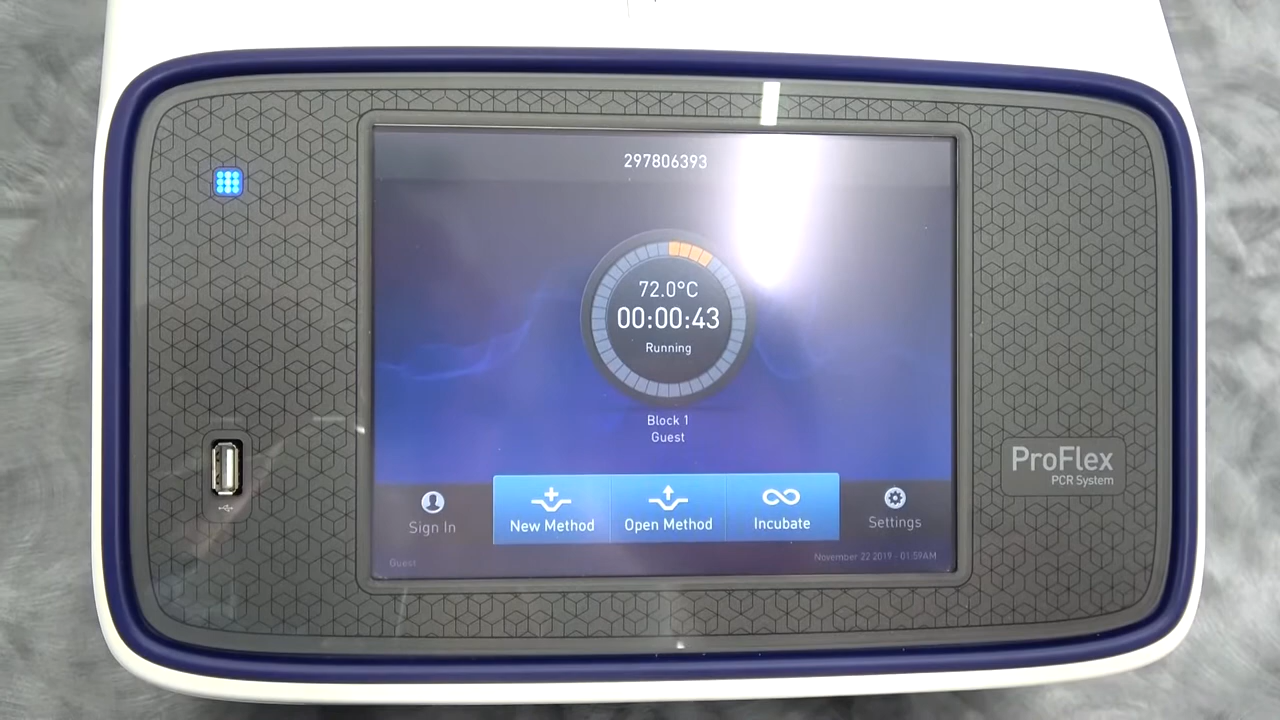 297806393
72.0°C
00:00:43
Running
Block 1
Guest
ProFlex
PCR System
Sign In
New Method
Open Method
Incubate
Settings
Guest
November 22 2019 - 01:59AM